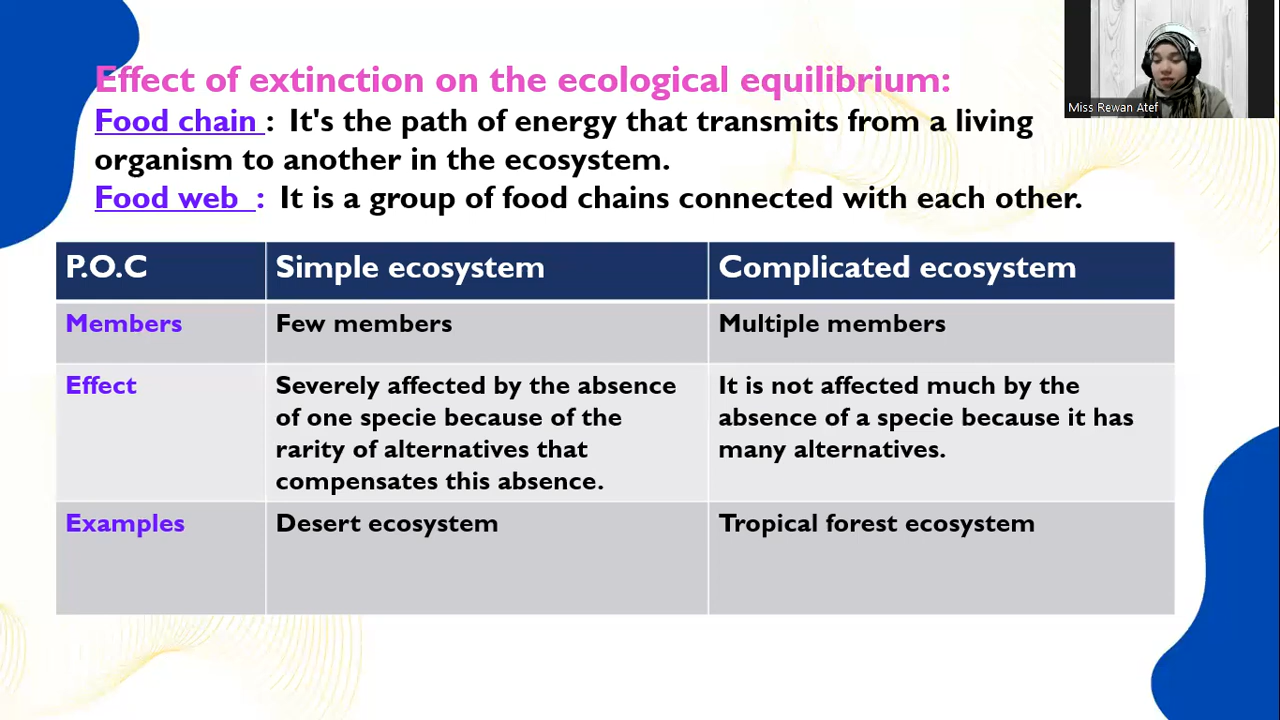 Effect of extinction on the ecological equilibrium:
Food chain : It's the path of energy that transmits from a living
organism to another in the ecosystem.
Food web : It is a group of food chains connected with each other.
Miss Rewan Atef
P.O.C
Simple ecosystem
Complicated ecosystem
Members
Few members
Multiple members
Effect
Severely affected by the absence
of one specie because of the
rarity of alternatives that
compensates this absence.
It is not affected much by the
absence of a specie because it has
many alternatives.
Examples
Desert ecosystem
Tropical forest ecosystem